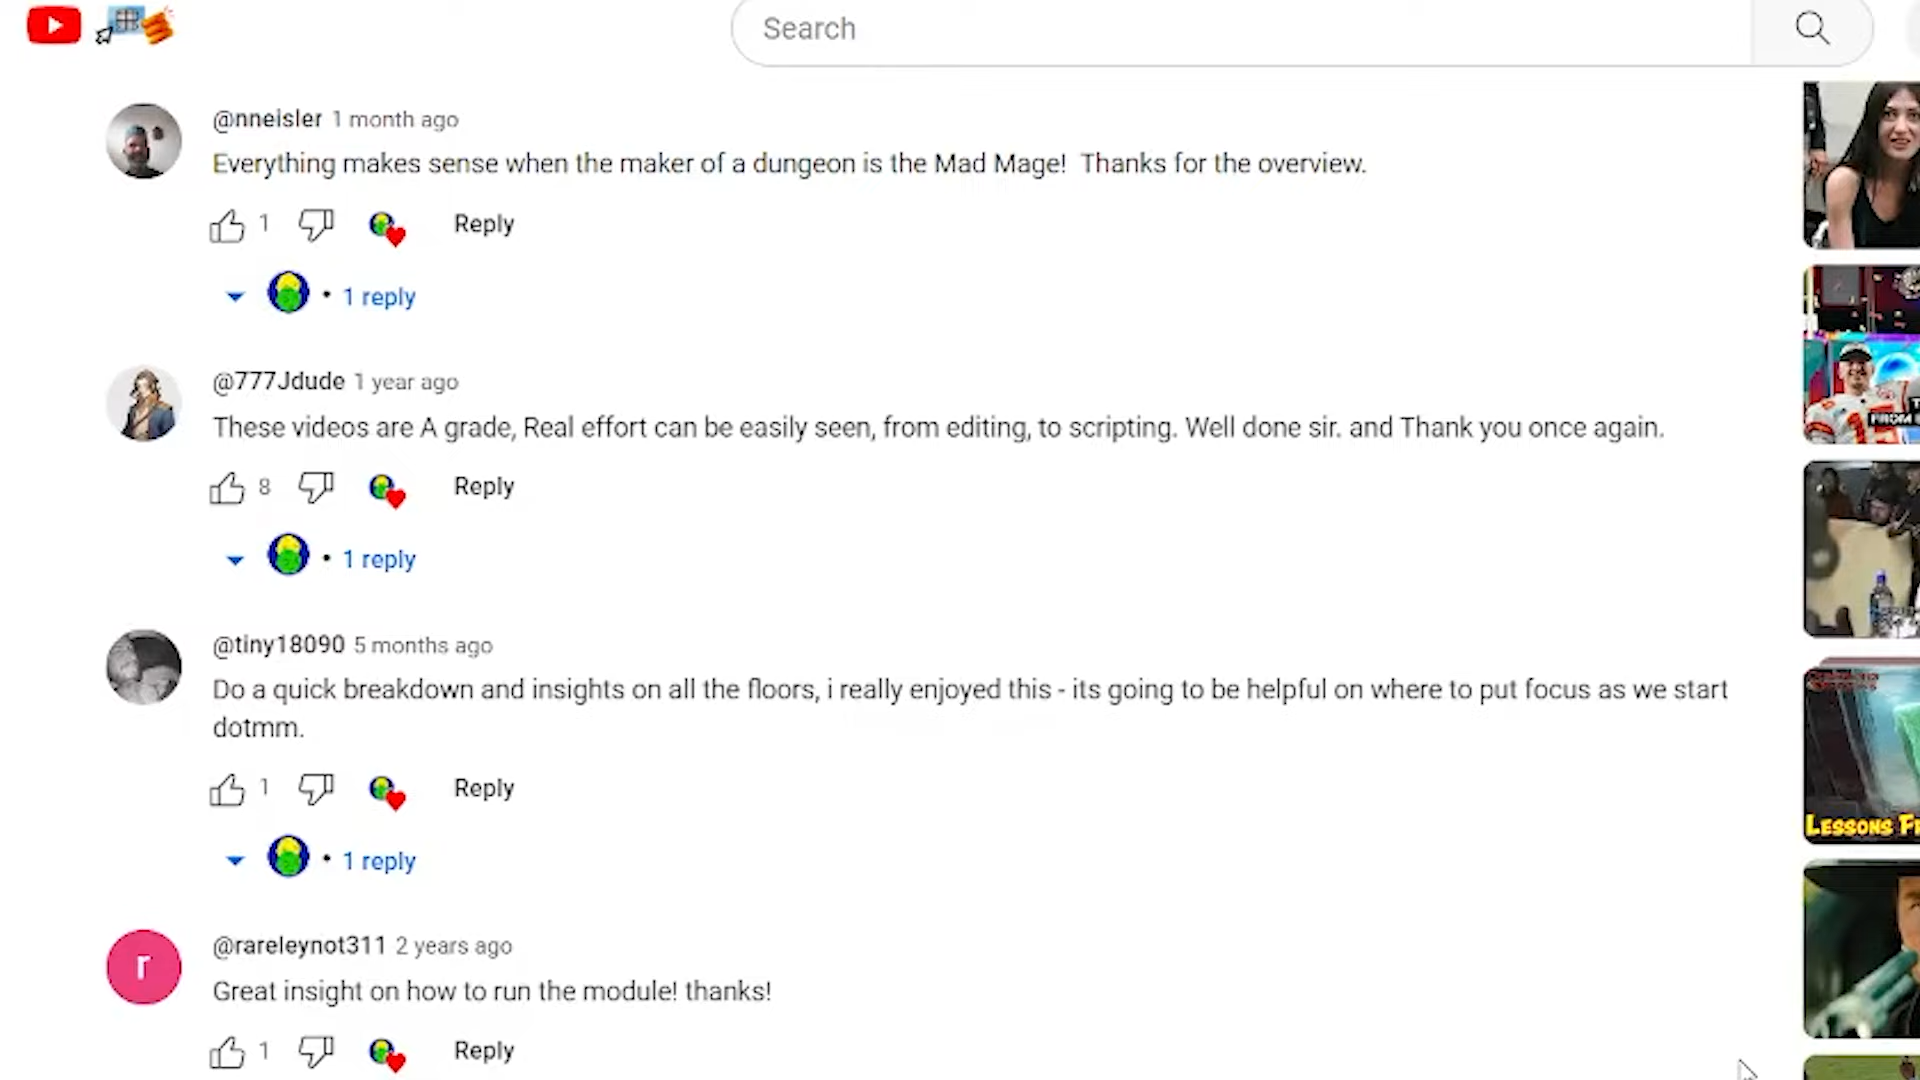 Search
@nneisler 1 month ago
Everything makes sense when the maker of a dungeon is the Mad Mage!  Thanks for the overview.
1 Reply
• 1 reply
@777Jdude 1 year ago
These videos are A grade, Real effort can be easily seen, from editing, to scripting. Well done sir. and Thank you once again.
8 Reply
• 1 reply
@tiny18090 5 months ago
Do a quick breakdown and insights on all the floors, i really enjoyed this - its going to be helpful on where to put focus as we start
dotmm.
1 Reply
• 1 reply
LESSONS
r
@rareleynot311 2 years ago
Great insight on how to run the module! thanks!
1 Reply